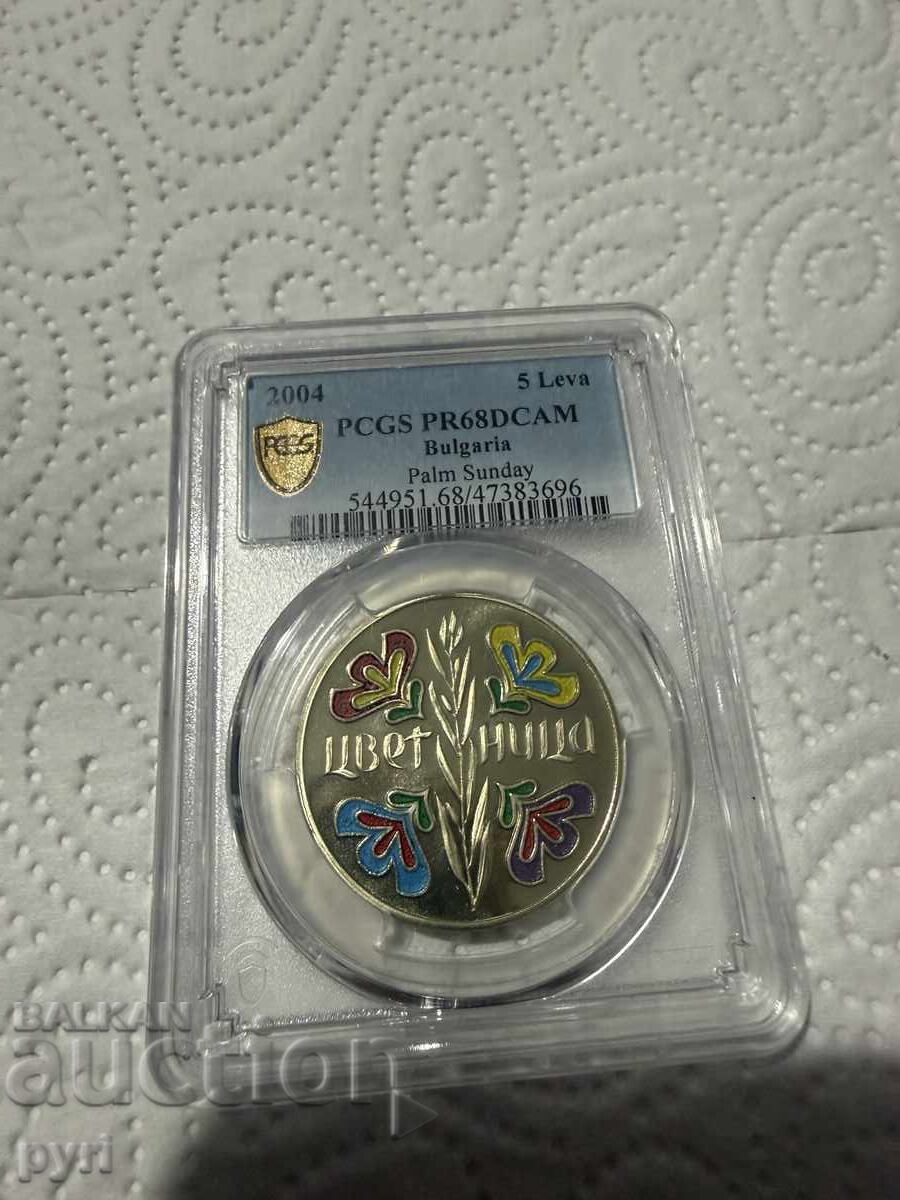 2004 5 Leva
PCGS
PCGS PR68DCAM
Bulgaria
Palm Sunday
544951.68/47383696
цвет ница
BALKAN
auction
pyri